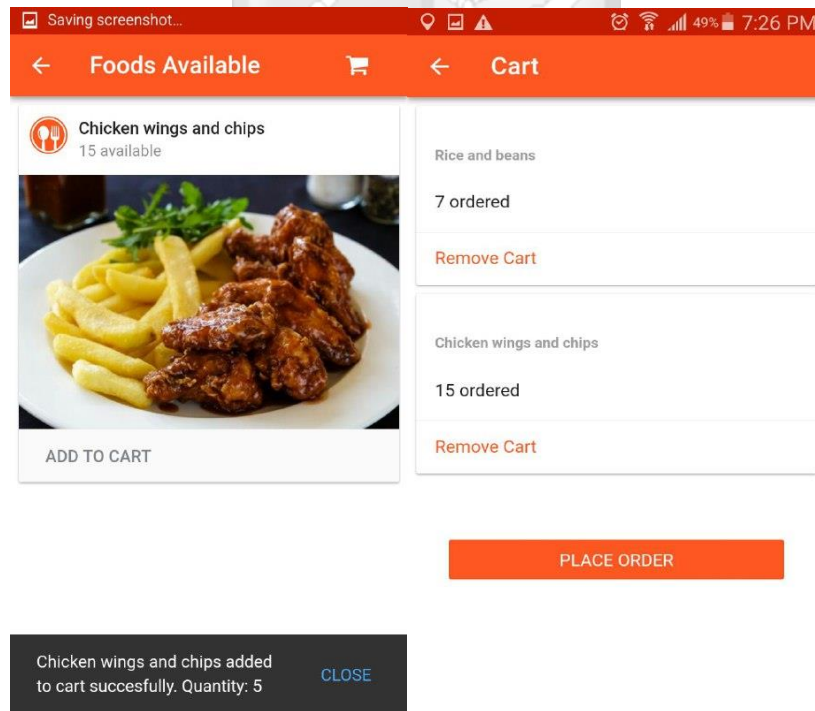 Saving screenshot...
Foods Available
Chicken wings and chips
15 available
ADD TO CART
Chicken wings and chips added
to cart succesfully. Quantity: 5
CLOSE
49% 7:26 PM
Cart
Rice and beans
7 ordered
Remove Cart
Chicken wings and chips
15 ordered
Remove Cart
PLACE ORDER